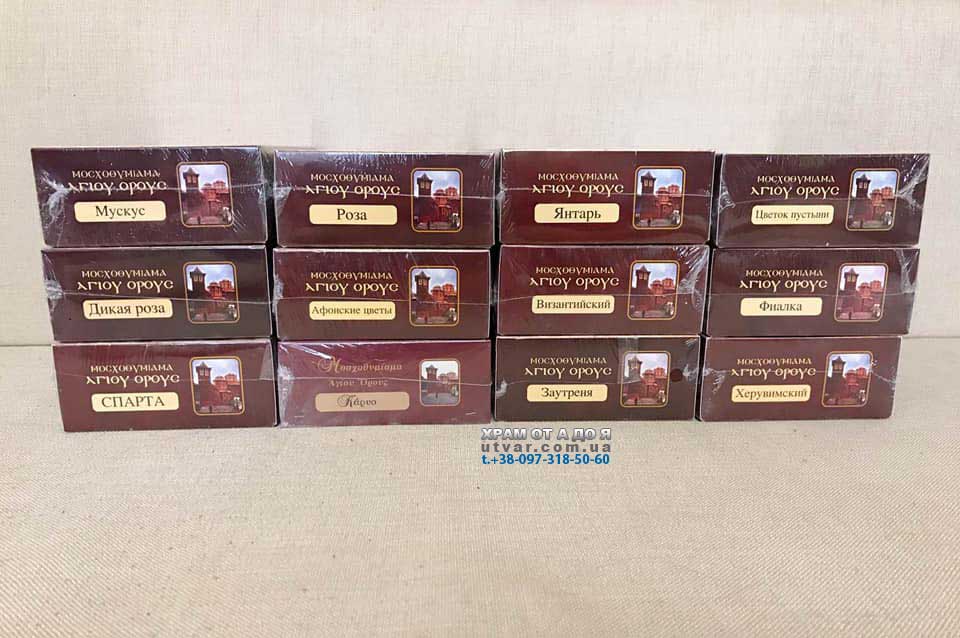 ΜΟΣΧΟΘΥΜΙΑΜΑ
ΑΓΙΟΥ ΟΡΟΥΣ
Мускус
ΜΟΣΧΟΘΥΜΙΑΜΑ
ΑΓΙΟΥ ΟΡΟΥΣ
Роза
ΜΟΣΧΟΘΥΜΙΑΜΑ
ΑΓΙΟΥ ΟΡΟΥΣ
Янтарь
ΜΟΣΧΟΘΥΜΙΑΜΑ
ΑΓΙΟΥ ΟΡΟΥΣ
Цветок пустыни
ΜΟΣΧΟΘΥΜΙΑΜΑ
ΑΓΙΟΥ ΟΡΟΥΣ
Дикая роза
ΜΟΣΧΟΘΥΜΙΑΜΑ
ΑΓΙΟΥ ΟΡΟΥΣ
Афонские цветы
ΜΟΣΧΟΘΥΜΙΑΜΑ
ΑΓΙΟΥ ΟΡΟΥΣ
Византийский
ΜΟΣΧΟΘΥΜΙΑΜΑ
ΑΓΙΟΥ ΟΡΟΥΣ
Фиалка
ΜΟΣΧΟΘΥΜΙΑΜΑ
ΑΓΙΟΥ ΟΡΟΥΣ
СПАРТА
Μοσχοθυμίαμα
Αγίου Όρους
Κάρυο
ΜΟΣΧΟΘΥΜΙΑΜΑ
ΑΓΙΟΥ ΟΡΟΥΣ
Заутреня
ΜΟΣΧΟΘΥΜΙΑΜΑ
ΑΓΙΟΥ ΟΡΟΥΣ
Херувимский
ХРАМ ОТ А ДО Я
utvar.com.ua
t.+38-097-318-50-60